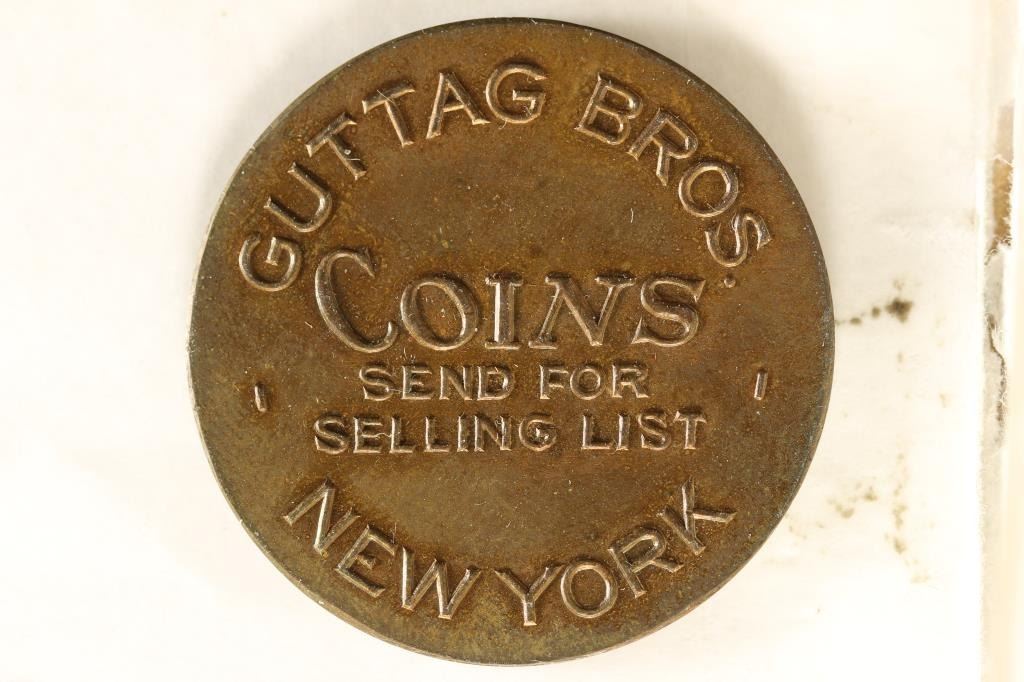 GUTTAG BROS.
COINS
SEND FOR
SELLING LIST
NEW YORK